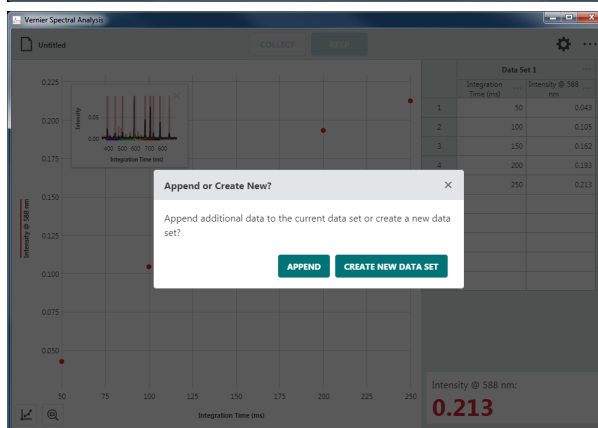 Vernier Spectral Analysis
Untitled
COLLECT KEEP
0.225
0.200
0.175
0.150
0.125
0.100
0.050
Intensity @ 588 nm
Intensity
0.05
0.00
400 500 600 700 800
Integration Time (ms)
50 75 100 125 150 175 200 225 250
Integration Time (ms)
Append or Create New? ×
Append additional data to the current data set or create a new data
set?
APPEND CREATE NEW DATA SET
Data Set 1
Integration Intensity @ 588
Time (ms) nm
1 50 0.043
2 100 0.105
3 150 0.162
4 200 0.193
250 0.213
Intensity @ 588 nm:
0.213